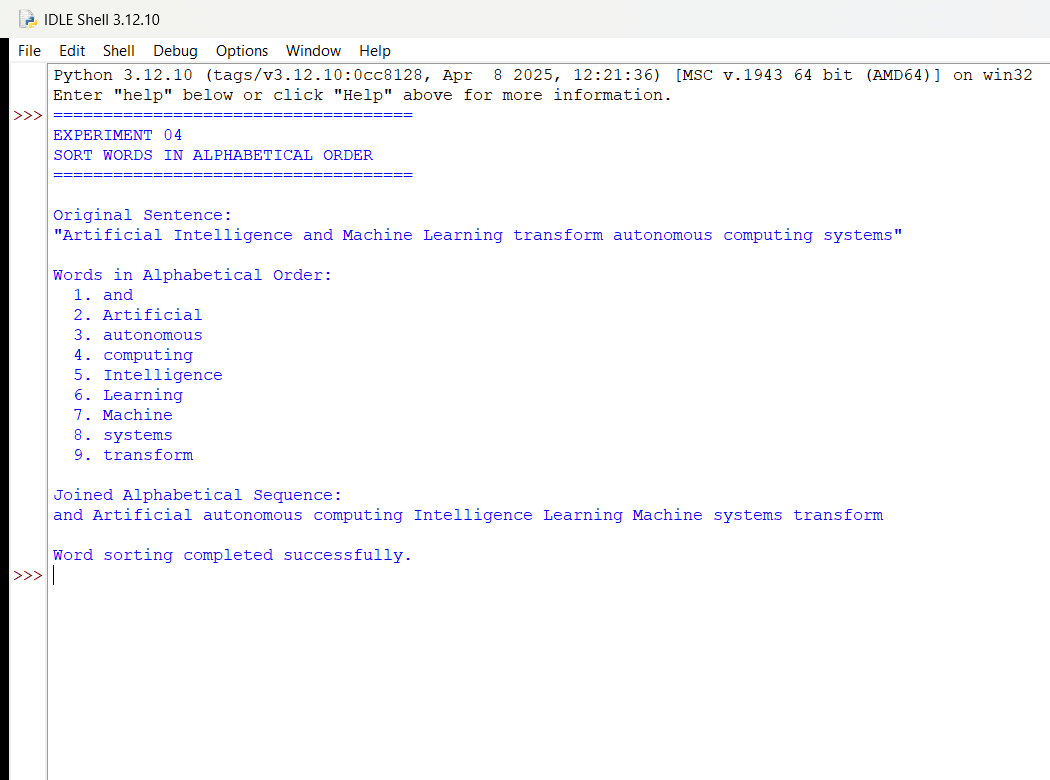 IDLE Shell 3.12.10
File Edit Shell Debug Options Window Help
Python 3.12.10 (tags/v3.12.10:0cc8128, Apr  8 2025, 12:21:36) [MSC v.1943 64 bit (AMD64)] on win32
Enter "help" below or click "Help" above for more information.
>>> ====================================
EXPERIMENT 04
SORT WORDS IN ALPHABETICAL ORDER
====================================
Original Sentence:
"Artificial Intelligence and Machine Learning transform autonomous computing systems"
Words in Alphabetical Order:
1. and
2. Artificial
3. autonomous
4. computing
5. Intelligence
6. Learning
7. Machine
8. systems
9. transform
Joined Alphabetical Sequence:
and Artificial autonomous computing Intelligence Learning Machine systems transform
Word sorting completed successfully.
>>>